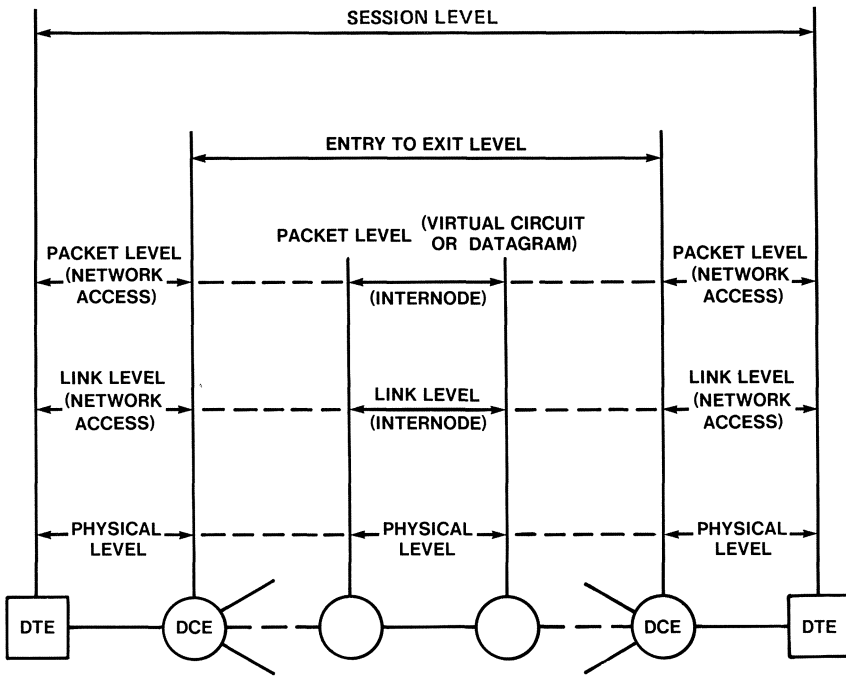 SESSION LEVEL
ENTRY TO EXIT LEVEL
PACKET LEVEL
(NETWORK
ACCESS)
PACKET LEVEL
(VIRTUAL CIRCUIT
OR DATAGRAM)
(INTERNODE)
PACKET LEVEL
(NETWORK
ACCESS)
LINK LEVEL
(NETWORK
ACCESS)
LINK LEVEL
(INTERNODE)
LINK LEVEL
(NETWORK
ACCESS)
PHYSICAL
LEVEL
PHYSICAL
LEVEL
PHYSICAL
LEVEL
DTE
DCE
DCE
DTE